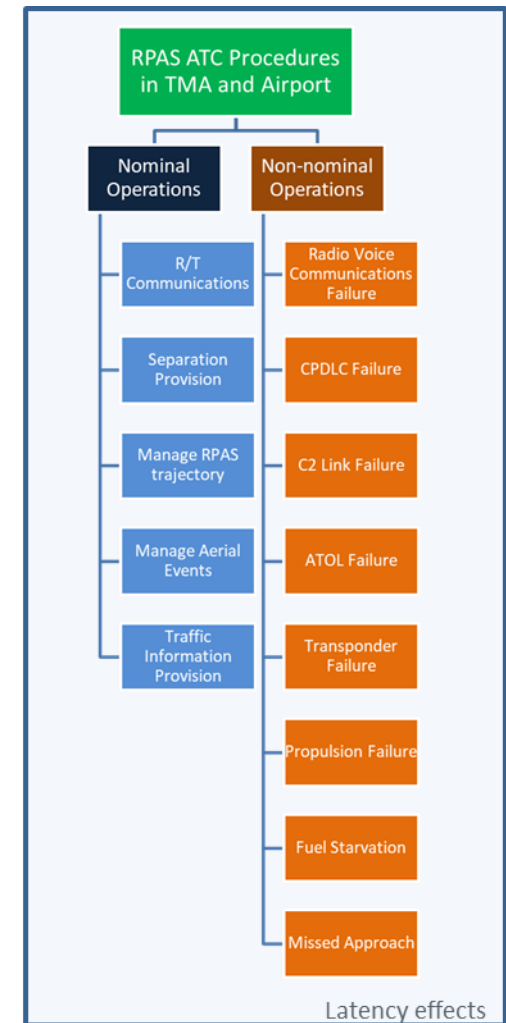 RPAS ATC Procedures
in TMA and Airport
Nominal
Operations
Non-nominal
Operations
R/T
Communications
Radio Voice
Communications
Failure
Separation
Provision
CPDLC Failure
Manage RPAS
trajectory
C2 Link Failure
Manage Aerial
Events
ATOL Failure
Traffic
Information
Provision
Transponder
Failure
Propulsion Failure
Fuel Starvation
Missed Approach
Latency effects